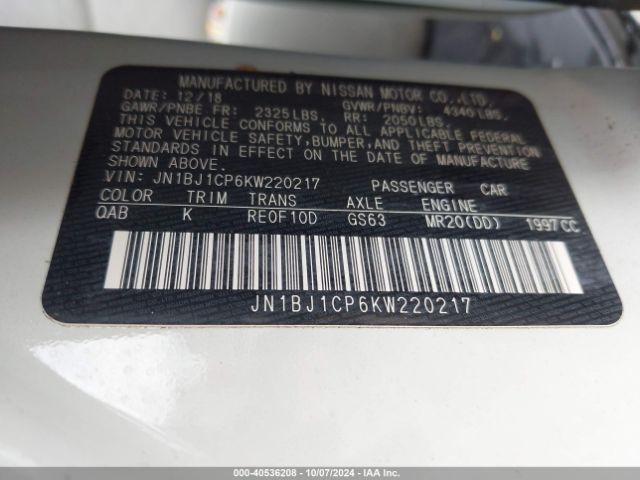 MANUFACTURED BY NISSAN MOTOR CO.,LTD.
DATE: 12/18 GVWR/PNBV: 4340LBS.
GAWR/PNBE FR: 2325LBS, RR: 2050LBS.
THIS VEHICLE CONFORMS TO ALL APPLICABLE FEDERAL
MOTOR VEHICLE SAFETY,BUMPER,AND THEFT PREVENTION
STANDARDS IN EFFECT ON THE DATE OF MANUFACTURE
SHOWN ABOVE.
VIN: JN1BJ1CP6KW220217 PASSENGER CAR
COLOR TRIM TRANS AXLE ENGINE
QAB K RE0F10D GS63 MR20(DD) 1997CC
JN1BJ1CP6KW220217
000-40536208 - 10/07/2024 - IAA Inc.